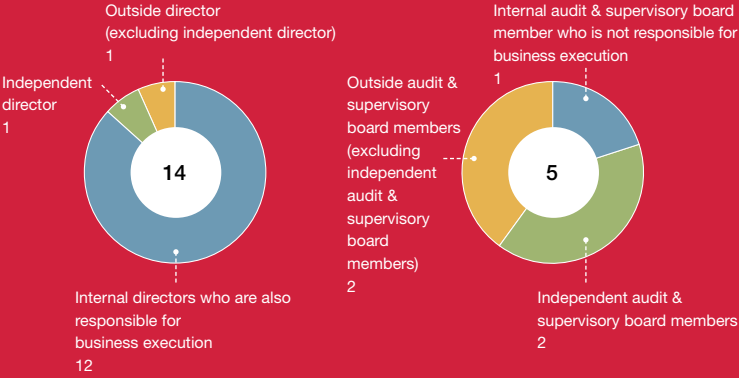 Outside director
(excluding independent director)
1
Independent
director
1
14
Internal directors who are also
responsible for
business execution
12
Internal audit & supervisory board
member who is not responsible for
business execution
1
Outside audit &
supervisory
board members
(excluding
independent
audit &
supervisory
board
members)
2
5
Independent audit &
supervisory board members
2